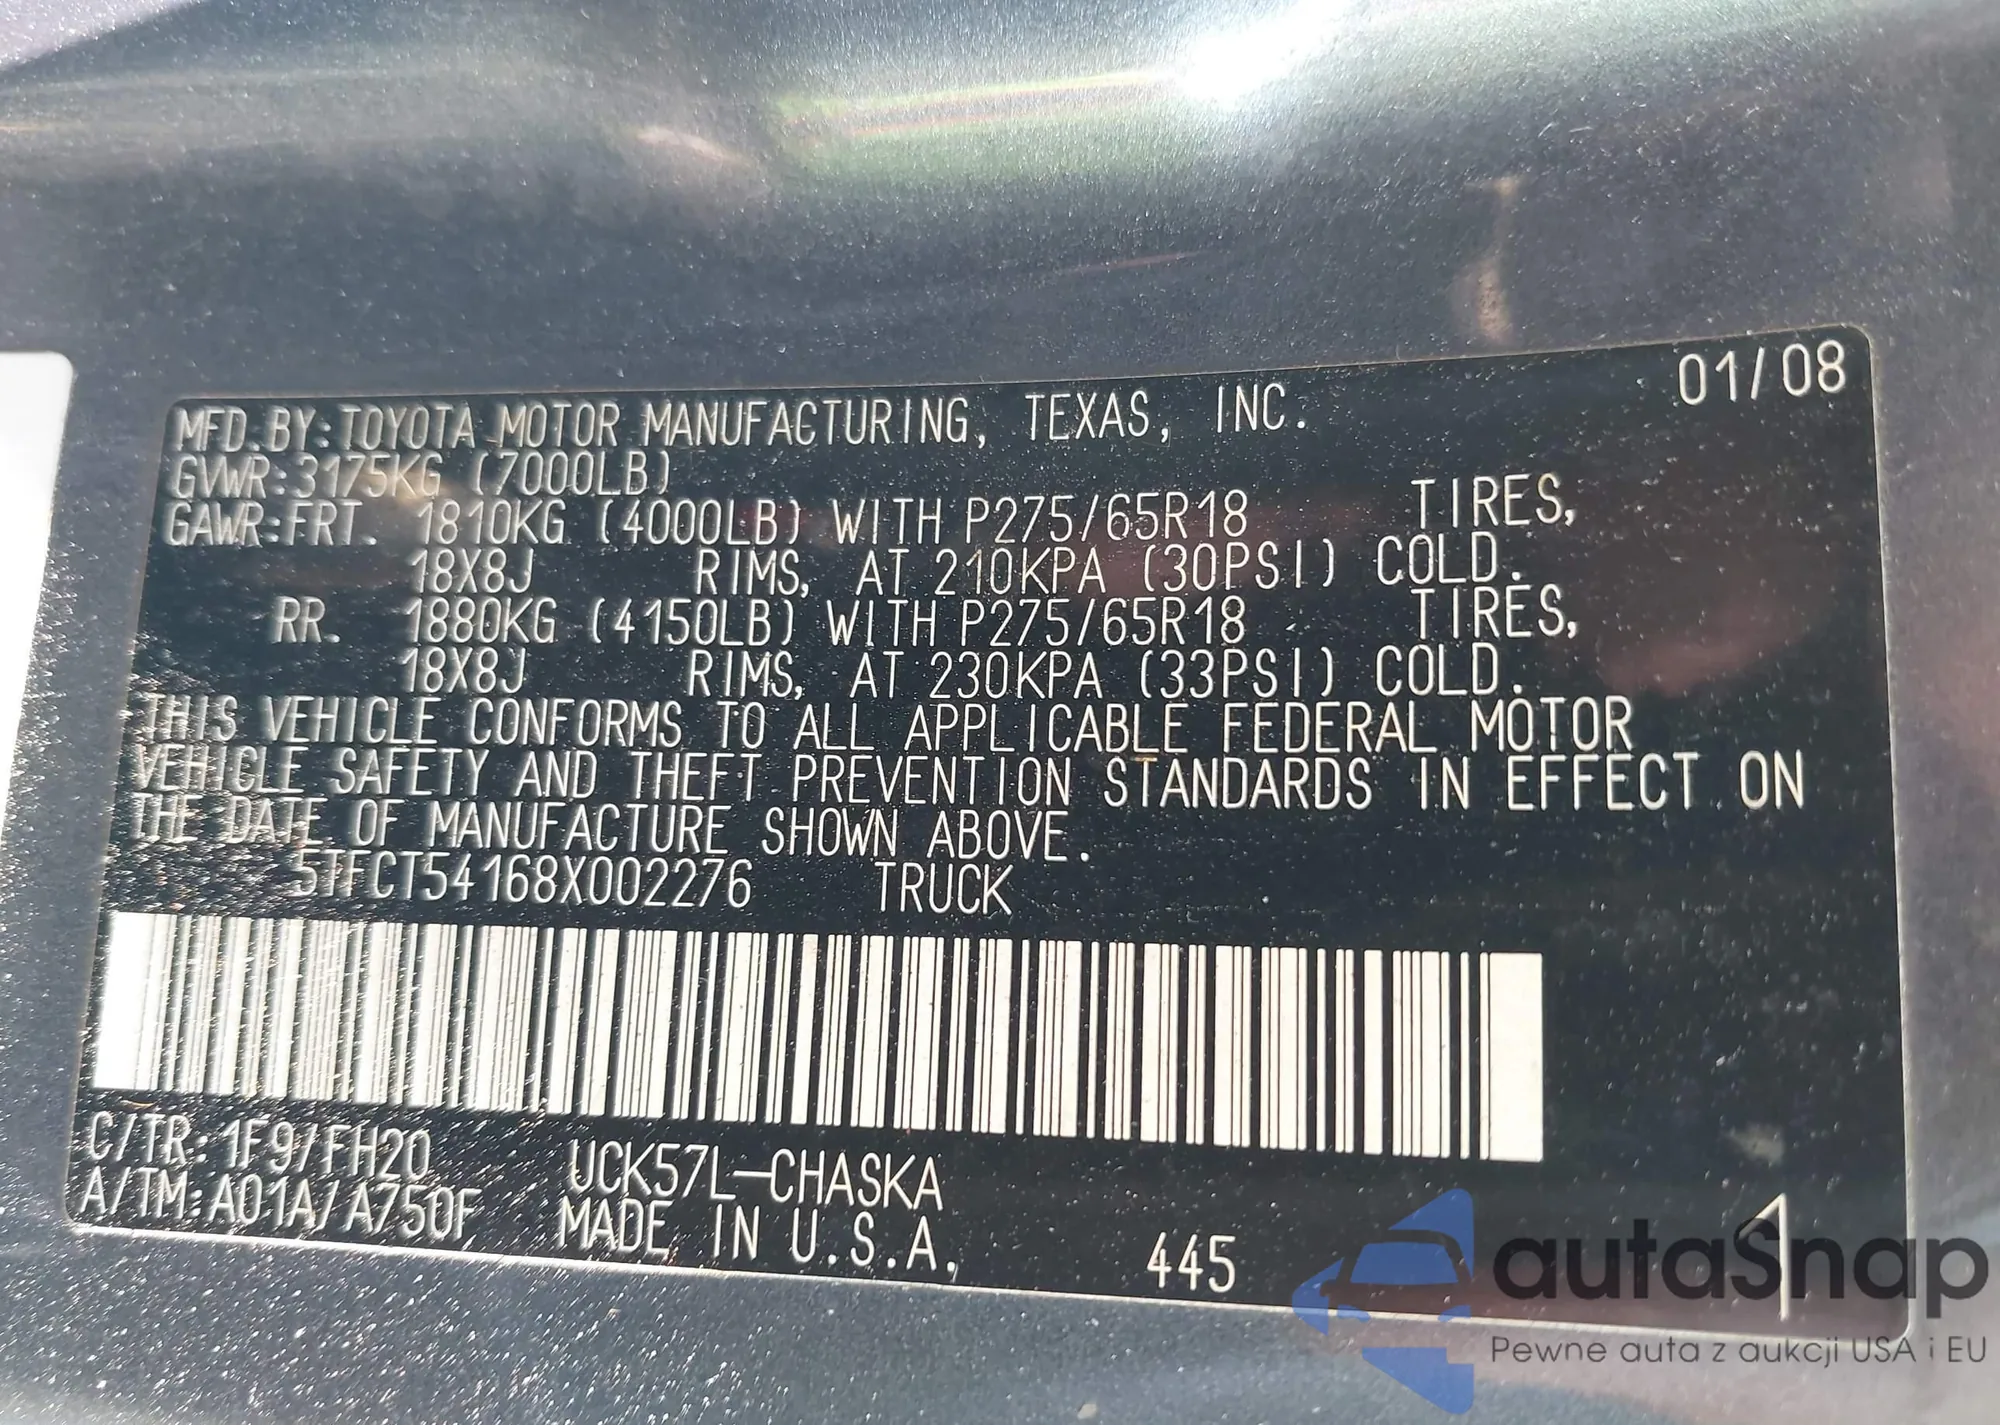 01/08
MFD. BY: TOYOTA MOTOR MANUFACTURING, TEXAS, INC.
GVWR: 3175KG (7000LB)
GAWR: FRT. 1810KG (4000LB) WITH P275/65R18 TIRES,
18X8J RIMS, AT 210KPA (30PSI) COLD.
RR. 1880KG (4150LB) WITH P275/65R18 TIRES,
18X8J RIMS, AT 230KPA (33PSI) COLD.
THIS VEHICLE CONFORMS TO ALL APPLICABLE FEDERAL MOTOR
VEHICLE SAFETY AND THEFT PREVENTION STANDARDS IN EFFECT ON
THE DATE OF MANUFACTURE SHOWN ABOVE.
5TFCT54168X002276 TRUCK
C/TR: 1F9/FH20 UCK57L-CHASKA
A/TM: A01A/A750F MADE IN U.S.A. 445 1
autaSnap
Pewne auta z aukcji USA i EU